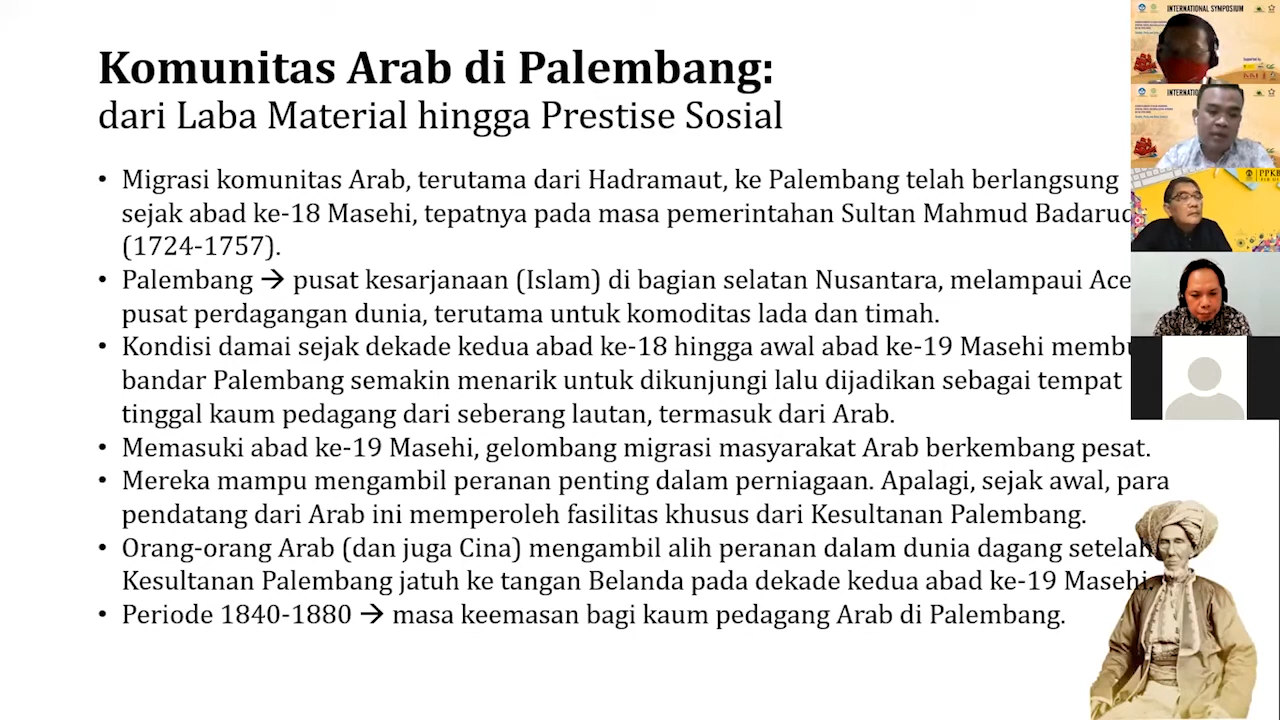 Komunitas Arab di Palembang:
dari Laba Material hingga Prestise Sosial
• Migrasi komunitas Arab, terutama dari Hadramaut, ke Palembang telah berlangsung
sejak abad ke-18 Masehi, tepatnya pada masa pemerintahan Sultan Mahmud
(1724-1757).
• Palembang → pusat kesarjanaan (Islam) di bagian selatan Nusantara, melampaui
pusat perdagangan dunia, terutama untuk komoditas lada dan timah.
• Kondisi damai sejak dekade kedua abad ke-18 hingga awal abad ke-19 Masehi
bandar Palembang semakin menarik untuk dikunjungi lalu dijadikan sebagai tempat
tinggal kaum pedagang dari seberang lautan, termasuk dari Arab.
• Memasuki abad ke-19 Masehi, gelombang migrasi masyarakat Arab berkembang pesat.
• Mereka mampu mengambil peranan penting dalam perniagaan. Apalagi, sejak awal, para
pendatang dari Arab ini memperoleh fasilitas khusus dari Kesultanan Palembang.
• Orang-orang Arab (dan juga Cina) mengambil alih peranan dalam dunia dagang setelah
Kesultanan Palembang jatuh ke tangan Belanda pada dekade kedua abad ke-19 Masehi.
• Periode 1840-1880 → masa keemasan bagi kaum pedagang Arab di Palembang.
INTERNATIONAL SYMPOSIUM
Supported by